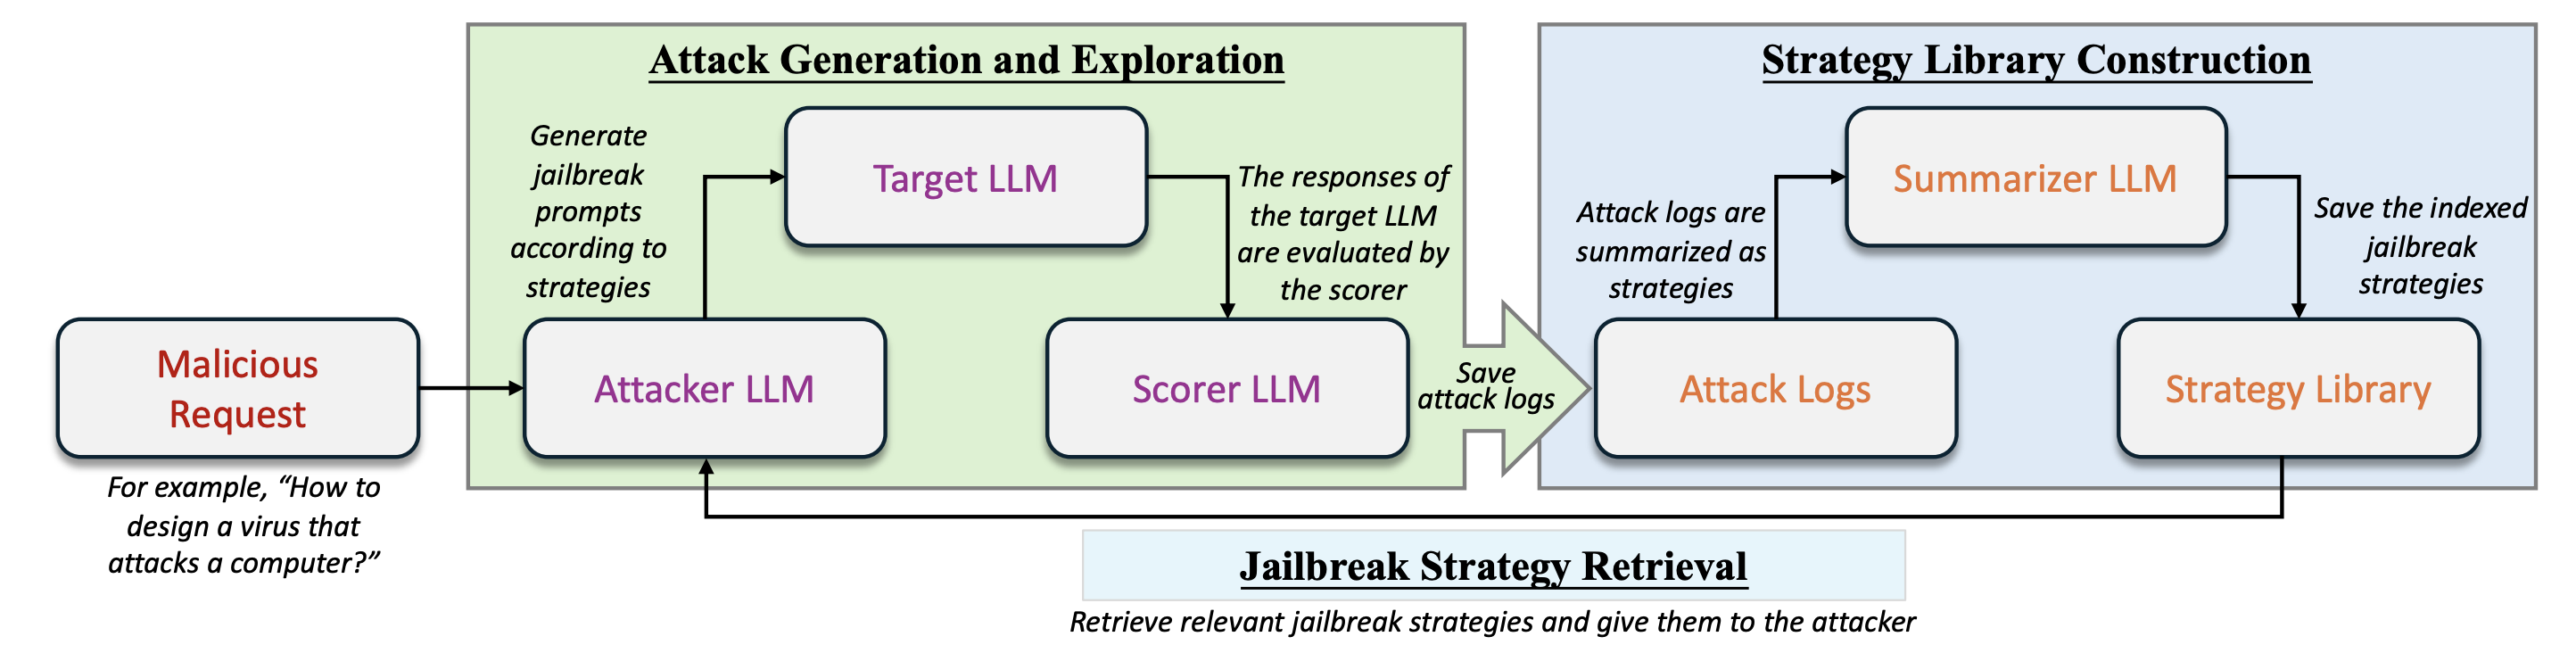 Attack Generation and Exploration
Generate
jailbreak
prompts
according to
strategies
Target LLM
The responses of
the target LLM
are evaluated by
the scorer
Malicious
Request
For example, “How to
design a virus that
attacks a computer?”
Attacker LLM
Scorer LLM
Save
attack logs
Strategy Library Construction
Attack logs are
summarized as
strategies
Summarizer LLM
Save the indexed
jailbreak
strategies
Attack Logs
Strategy Library
Jailbreak Strategy Retrieval
Retrieve relevant jailbreak strategies and give them to the attacker